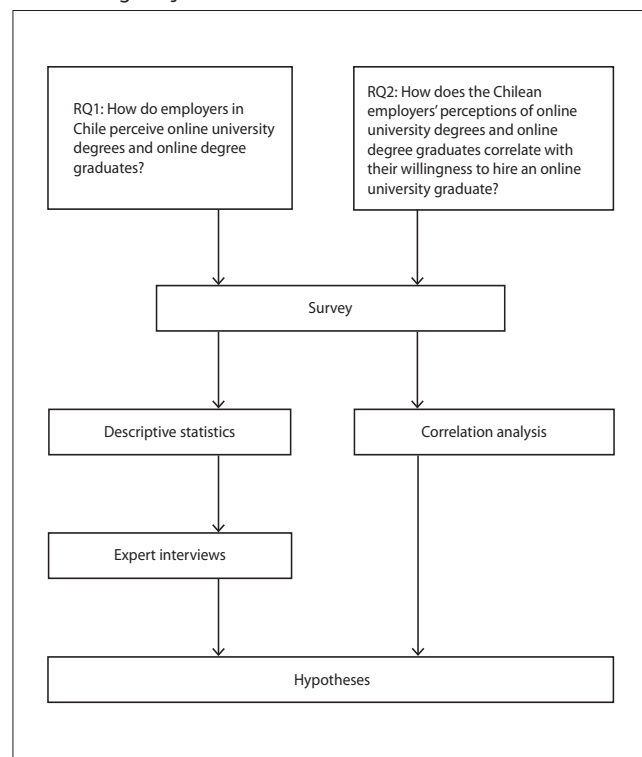 RQ1: How do employers in
Chile perceive online university
degrees and online degree
graduates?
RQ2: How does the Chilean
employers' perceptions of online
university degrees and online
degree graduates correlate with
their willingness to hire an online
university graduate?
Survey
Descriptive statistics
Correlation analysis
Expert interviews
Hypotheses